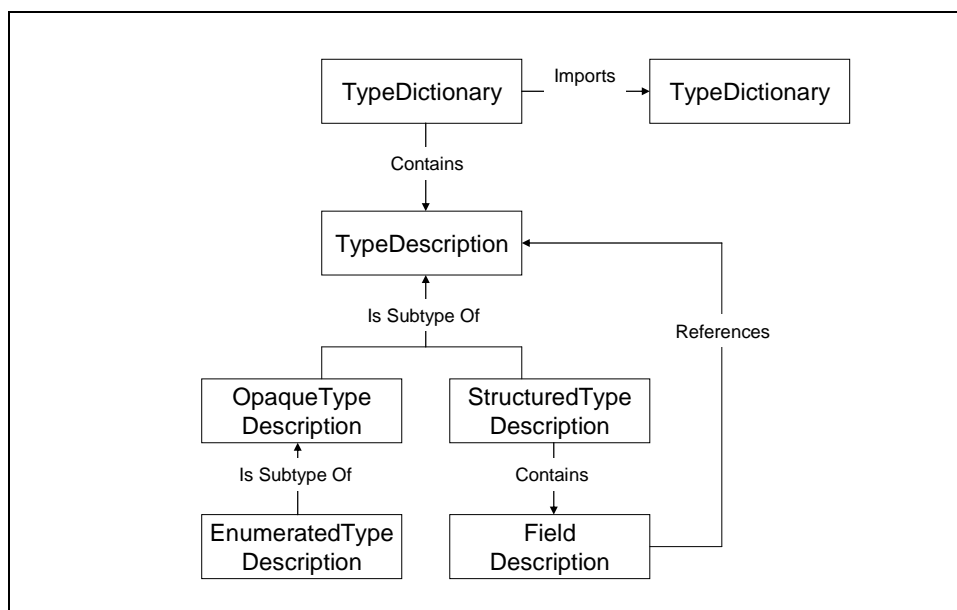 TypeDictionary
Imports
TypeDictionary
Contains
TypeDescription
Is Subtype Of
References
OpaqueType
Description
StructuredType
Description
Is Subtype Of
Contains
EnumeratedType
Description
Field
Description